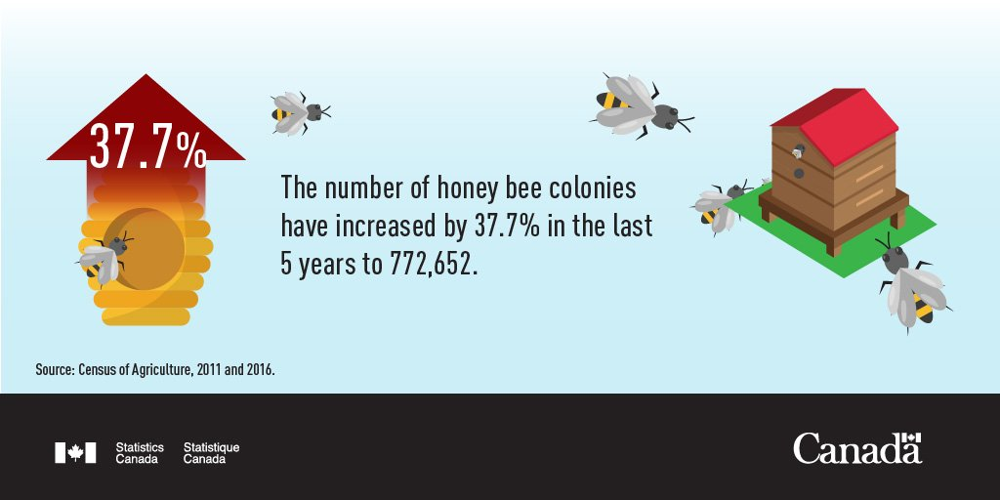 37.7%
The number of honey bee colonies
have increased by 37.7% in the last
5 years to 772,652.
Source: Census of Agriculture, 2011 and 2016.
Statistics
Canada
Statistique
Canada
Canada